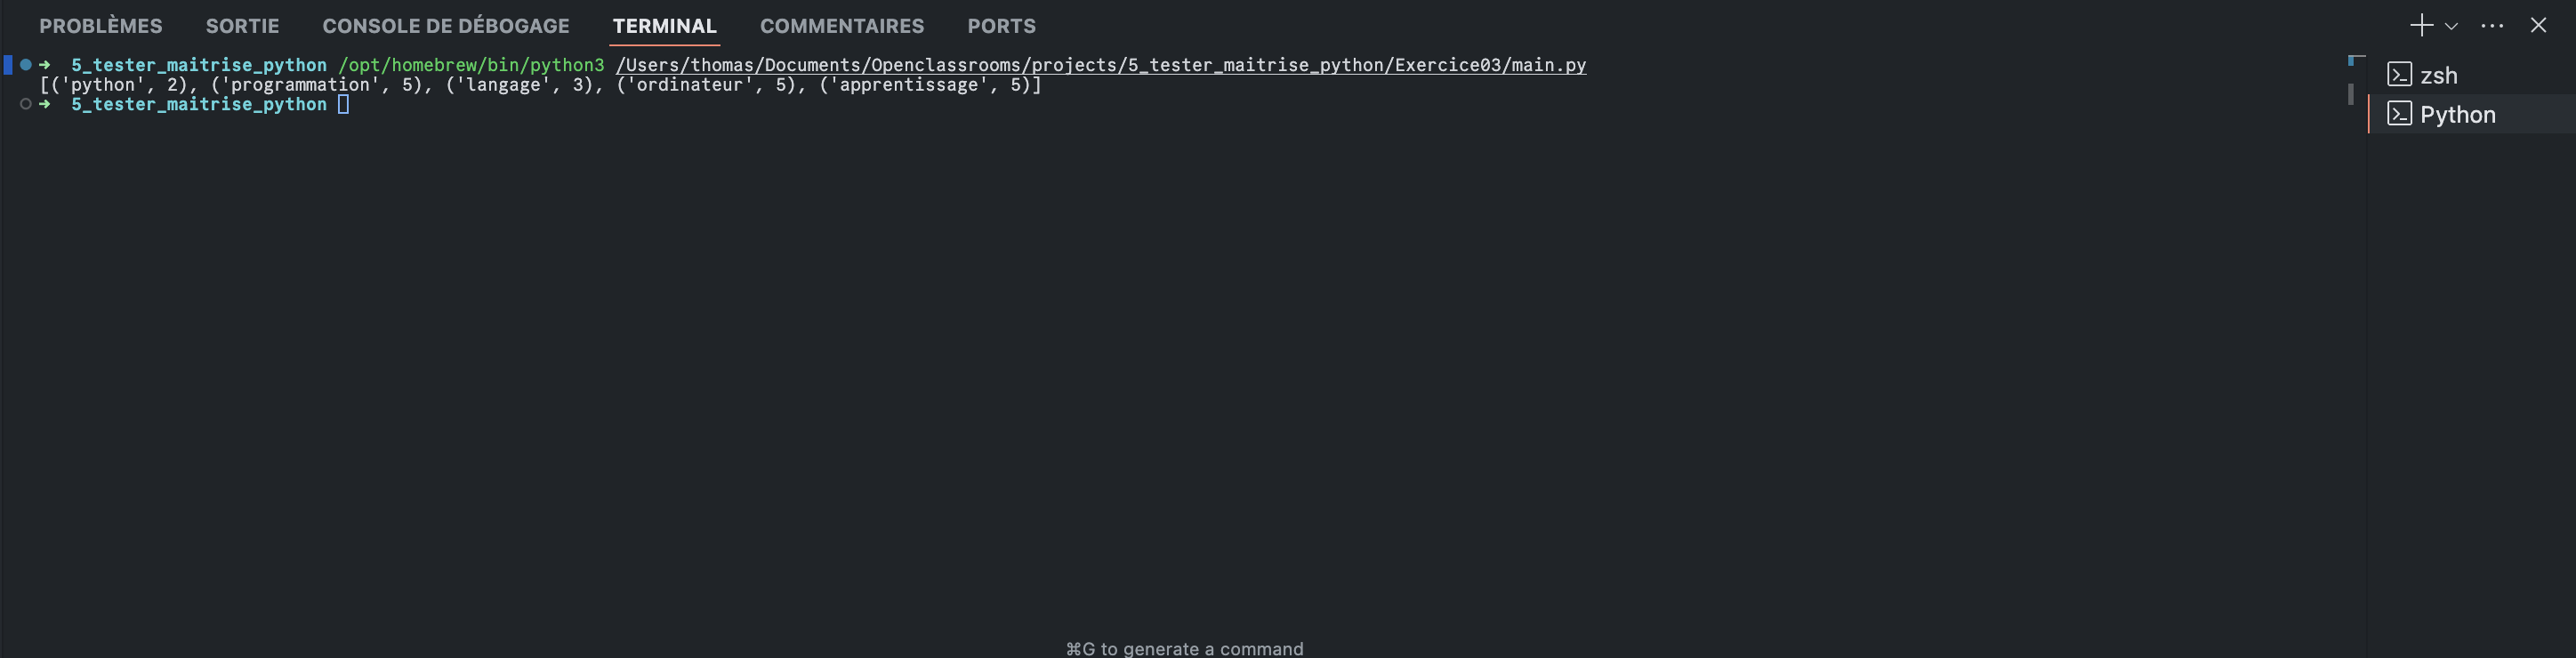 PROBLÈMES SORTIE CONSOLE DE DÉBOGAGE TERMINAL COMMENTAIRES PORTS
➜ 5_tester_maitrise_python /opt/homebrew/bin/python3 /Users/thomas/Documents/Openclassrooms/projects/5_tester_maitrise_python/Exercice03/main.py
[('python', 2), ('programmation', 5), ('langage', 3), ('ordinateur', 5), ('apprentissage', 5)]
➜ 5_tester_maitrise_python
zsh
Python
⌘G to generate a command